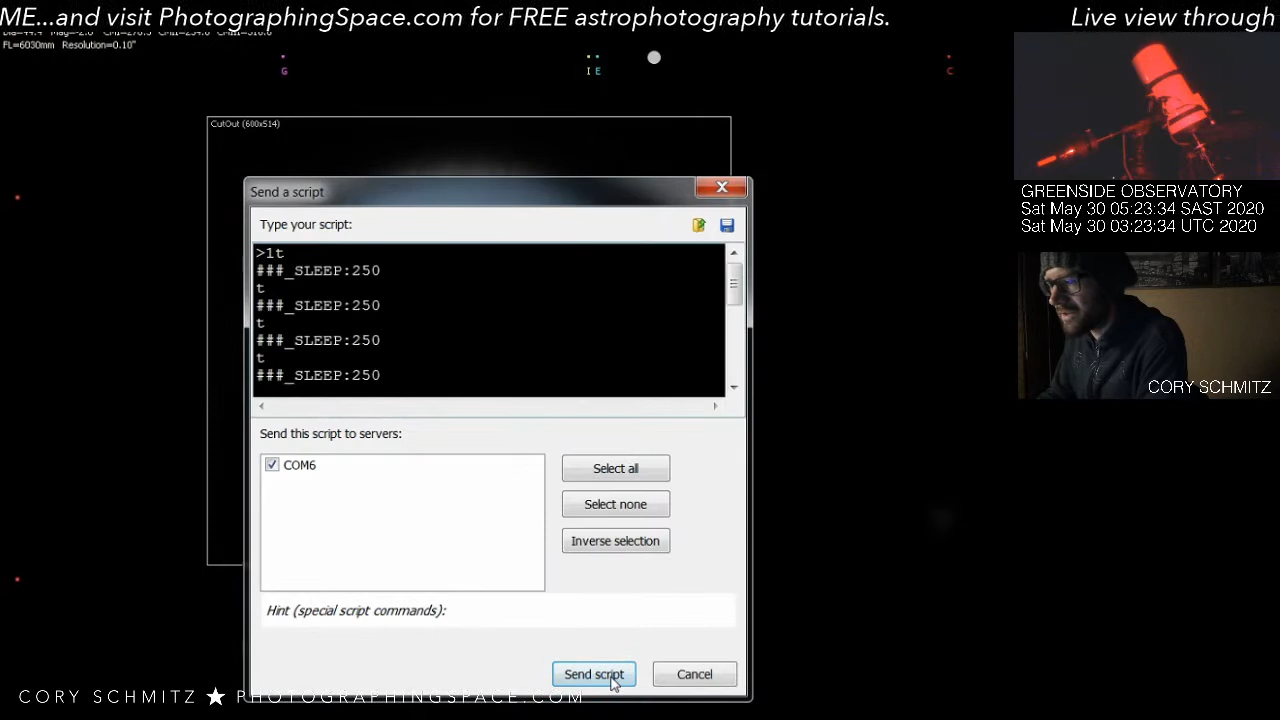 ME...and visit PhotographingSpace.com for FREE astrophotography tutorials.
Live view through
FL=6030mm Resolution=0.10"
G
I E
C
CutOut (600x514)
GREENSIDE OBSERVATORY
Sat May 30 05:23:34 SAST 2020
Sat May 30 03:23:34 UTC 2020
CORY SCHMITZ
Send a script
Type your script:
>1t
###_SLEEP:250
t
###_SLEEP:250
t
###_SLEEP:250
t
###_SLEEP:250
Send this script to servers:
COM6
Select all
Select none
Inverse selection
Hint (special script commands):
Send script
Cancel
CORY SCHMITZ ★ PHOTOGRAPHINGSPACE.COM